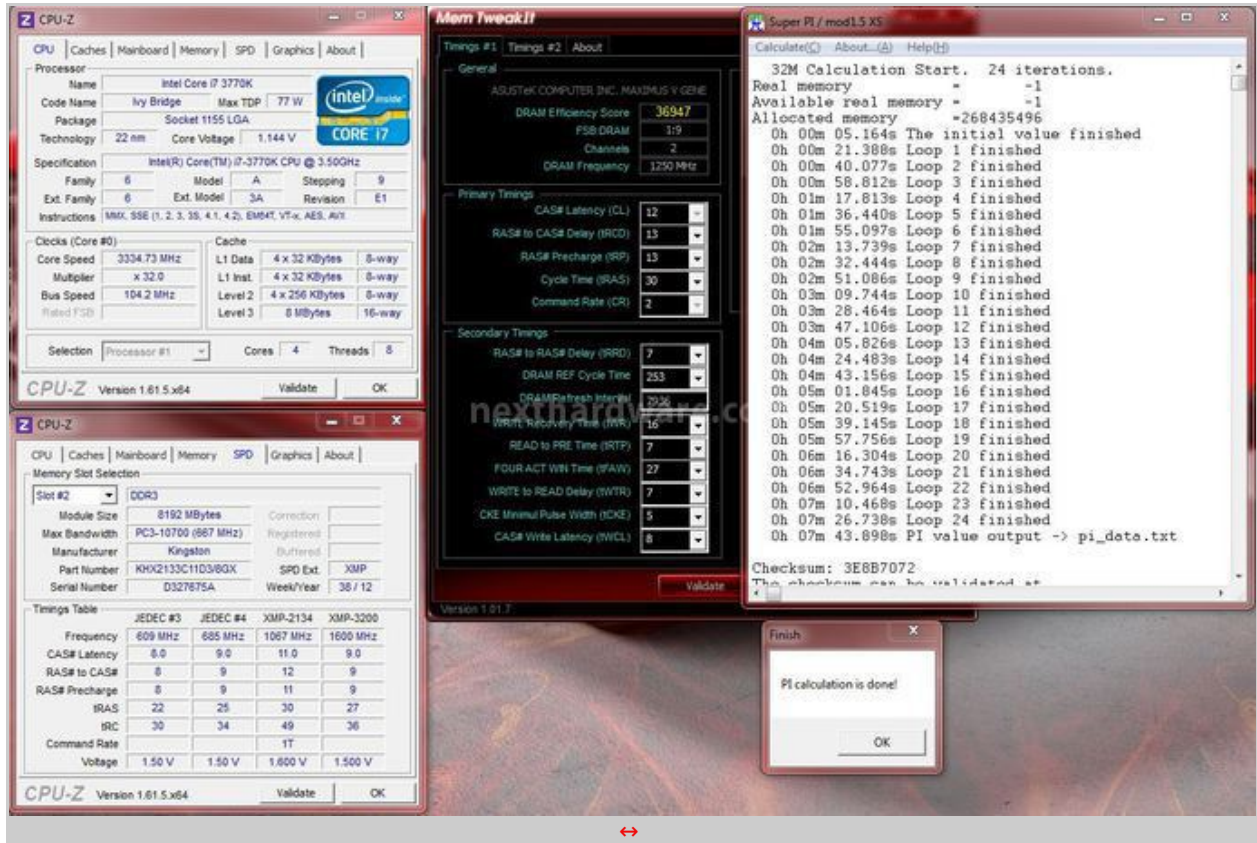 CPU-Z
CPU Caches Mainboard Memory SPD Graphics About
Processor
Name Intel Core i7 3770K
Code Name Ivy Bridge Max TDP 77 W
Package Socket 1155 LGA
Technology 22 nm Core Voltage 1.144 V
(intel) inside™
CORE i7
Specification Intel(R) Core(TM) i7-3770K CPU @ 3.50GHz
Family 6 Model A Stepping 9
Ext. Family 6 Ext. Model 3A Revision E1
Instructions MMX, SSE (1, 2, 3, 3S, 4.1, 4.2), EM64T, VT-x, AES, AVX
Clocks (Core #0)
Core Speed 3334.73 MHz
Multiplier x 32.0
Bus Speed 104.2 MHz
Rated FSB
Cache
L1 Data 4 x 32 KBytes 8-way
L1 Inst. 4 x 32 KBytes 8-way
Level 2 4 x 256 KBytes 8-way
Level 3 8 MBytes 16-way
Selection Processor #1 Cores 4 Threads 8
CPU-Z Version 1.61.5.x64 Validate OK
CPU-Z
CPU Caches Mainboard Memory SPD Graphics About
Memory Slot Selection
Slot #2 DDR3
Module Size 8192 MBytes Correction
Max Bandwidth PC3-10700 (667 MHz) Registered
Manufacturer Kingston Buffered
Part Number KHX2133C11D3/8GX SPD Ext. XMP
Serial Number D327675A Week/Year 38 / 12
Timings Table
JEDEC #3 JEDEC #4 XMP-2134 XMP-3200
Frequency 609 MHz 685 MHz 1067 MHz 1600 MHz
CAS# Latency 8.0 9.0 11.0 9.0
RAS# to CAS# 8 9 12 9
RAS# Precharge 8 9 11 9
tRAS 22 25 30 27
tRC 30 34 49 36
Command Rate 1T
Voltage 1.50 V 1.50 V 1.600 V 1.500 V
CPU-Z Version 1.61.5.x64 Validate OK
Mem TweakIt
Timings #1 Timings #2 About
General
ASUSTeK COMPUTER INC. MAXIMUS V GENE
DRAM Efficiency Score 36947
FSB:DRAM 1:9
Channels 2
DRAM Frequency 1250 MHz
Primary Timings
CAS# Latency (CL) 12
RAS# to CAS# Delay (tRCD) 13
RAS# Precharge (tRP) 13
Cycle Time (tRAS) 30
Command Rate (CR) 2
Secondary Timings
RAS# to RAS# Delay (tRRD) 7
DRAM REF Cycle Time 253
DRAM Refresh Interval
WRITE Recovery Time (tWR) 16
READ to PRE Time (tRTP) 7
FOUR ACT WIN Time (tFAW) 27
WRITE to READ Delay (tWTR) 7
CKE Minimul Pulse Width (tCKE) 5
CAS# Write Latency (tWCL) 8
Validate
Version 1.01.7
nexthardware.co
Super PI / mod1.5 XS
Calculate(C) About...(A) Help(H)
32M Calculation Start. 24 iterations.
Real memory = -1
Available real memory = -1
Allocated memory =268435496
0h 00m 05.164s The initial value finished
0h 00m 21.388s Loop 1 finished
0h 00m 40.077s Loop 2 finished
0h 00m 58.812s Loop 3 finished
0h 01m 17.813s Loop 4 finished
0h 01m 36.440s Loop 5 finished
0h 01m 55.097s Loop 6 finished
0h 02m 13.739s Loop 7 finished
0h 02m 32.444s Loop 8 finished
0h 02m 51.086s Loop 9 finished
0h 03m 09.744s Loop 10 finished
0h 03m 28.464s Loop 11 finished
0h 03m 47.106s Loop 12 finished
0h 04m 05.826s Loop 13 finished
0h 04m 24.483s Loop 14 finished
0h 04m 43.156s Loop 15 finished
0h 05m 01.845s Loop 16 finished
0h 05m 20.519s Loop 17 finished
0h 05m 39.145s Loop 18 finished
0h 05m 57.756s Loop 19 finished
0h 06m 16.304s Loop 20 finished
0h 06m 34.743s Loop 21 finished
0h 06m 52.964s Loop 22 finished
0h 07m 10.468s Loop 23 finished
0h 07m 26.738s Loop 24 finished
0h 07m 43.898s PI value output -> pi_data.txt
Checksum: 3E8B7072
The checksum can be validated at
Finish
PI calculation is done!
OK